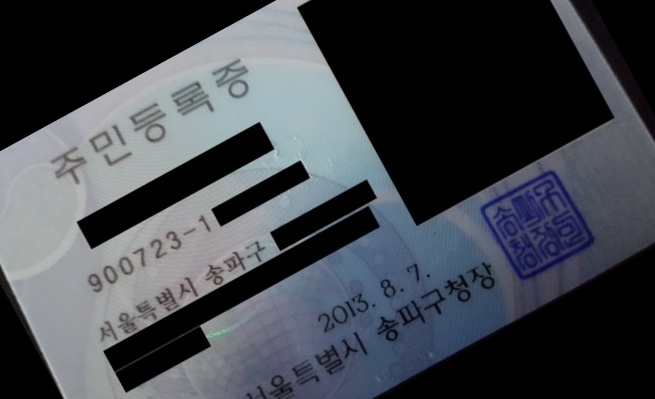 주민등록증
900723-1
서울특별시 송파구
2013. 8. 7.
서울특별시 송파구청장